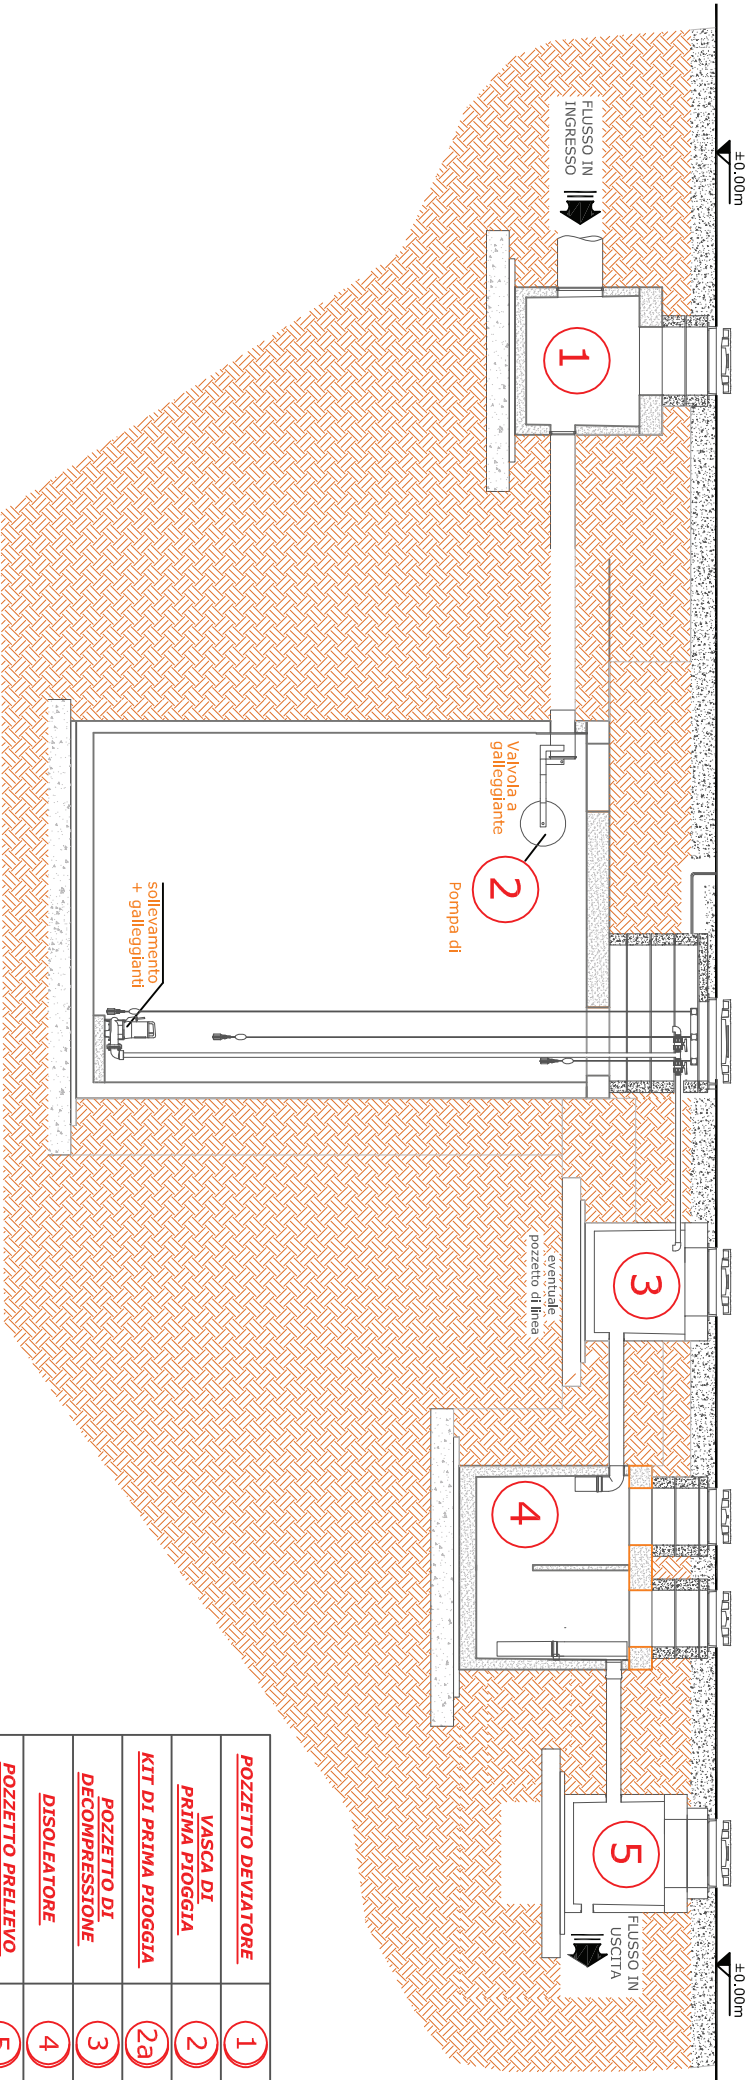 ±0.00m
FLUSSO IN
INGRESSO
1
Valvola a
galleggiante
2
Pompa di
sollevamento
+ galleggianti
3
eventuale
pozzetto di linea
4
5
FLUSSO IN
USCITA
±0.00m
POZZETTO DEVIATORE
1
VASCA DI
PRIMA PIOGGIA
2
KIT DI PRIMA PIOGGIA
2a
POZZETTO DI
DECOMPRESSIONE
3
DISOLEATORE
4
POZZETTO PRELIEVO
5